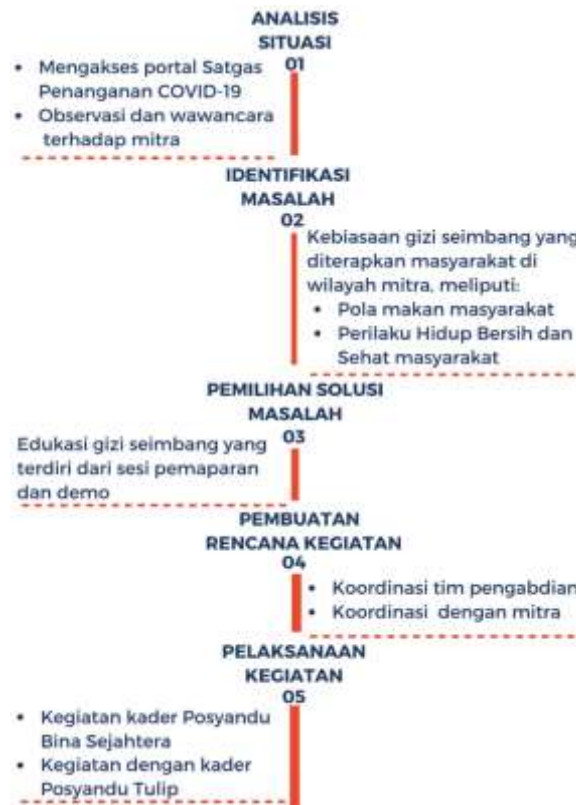 ANALISIS
SITUASI
01
• Mengakses portal Satgas
Penanganan COVID-19
• Observasi dan wawancara
terhadap mitra
IDENTIFIKASI
MASALAH
02
Kebiasaan gizi seimbang yang
diterapkan masyarakat di
wilayah mitra, meliputi:
• Pola makan masyarakat
• Perilaku Hidup Bersih dan
Sehat masyarakat
PEMILIHAN SOLUSI
MASALAH
03
Edukasi gizi seimbang yang
terdiri dari sesi pemaparan
dan demo
PEMBUATAN
RENCANA KEGIATAN
04
• Koordinasi tim pengabdian
• Koordinasi dengan mitra
PELAKSANAAN
KEGIATAN
05
• Kegiatan kader Posyandu
Bina Sejahtera
• Kegiatan dengan kader
Posyandu Tulip